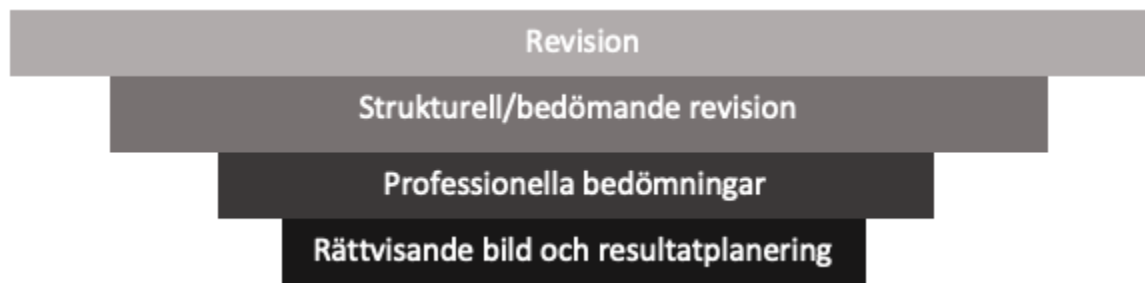 Revision
Strukturell/bedömande revision
Professionella bedömningar
Rättvisande bild och resultatplanering